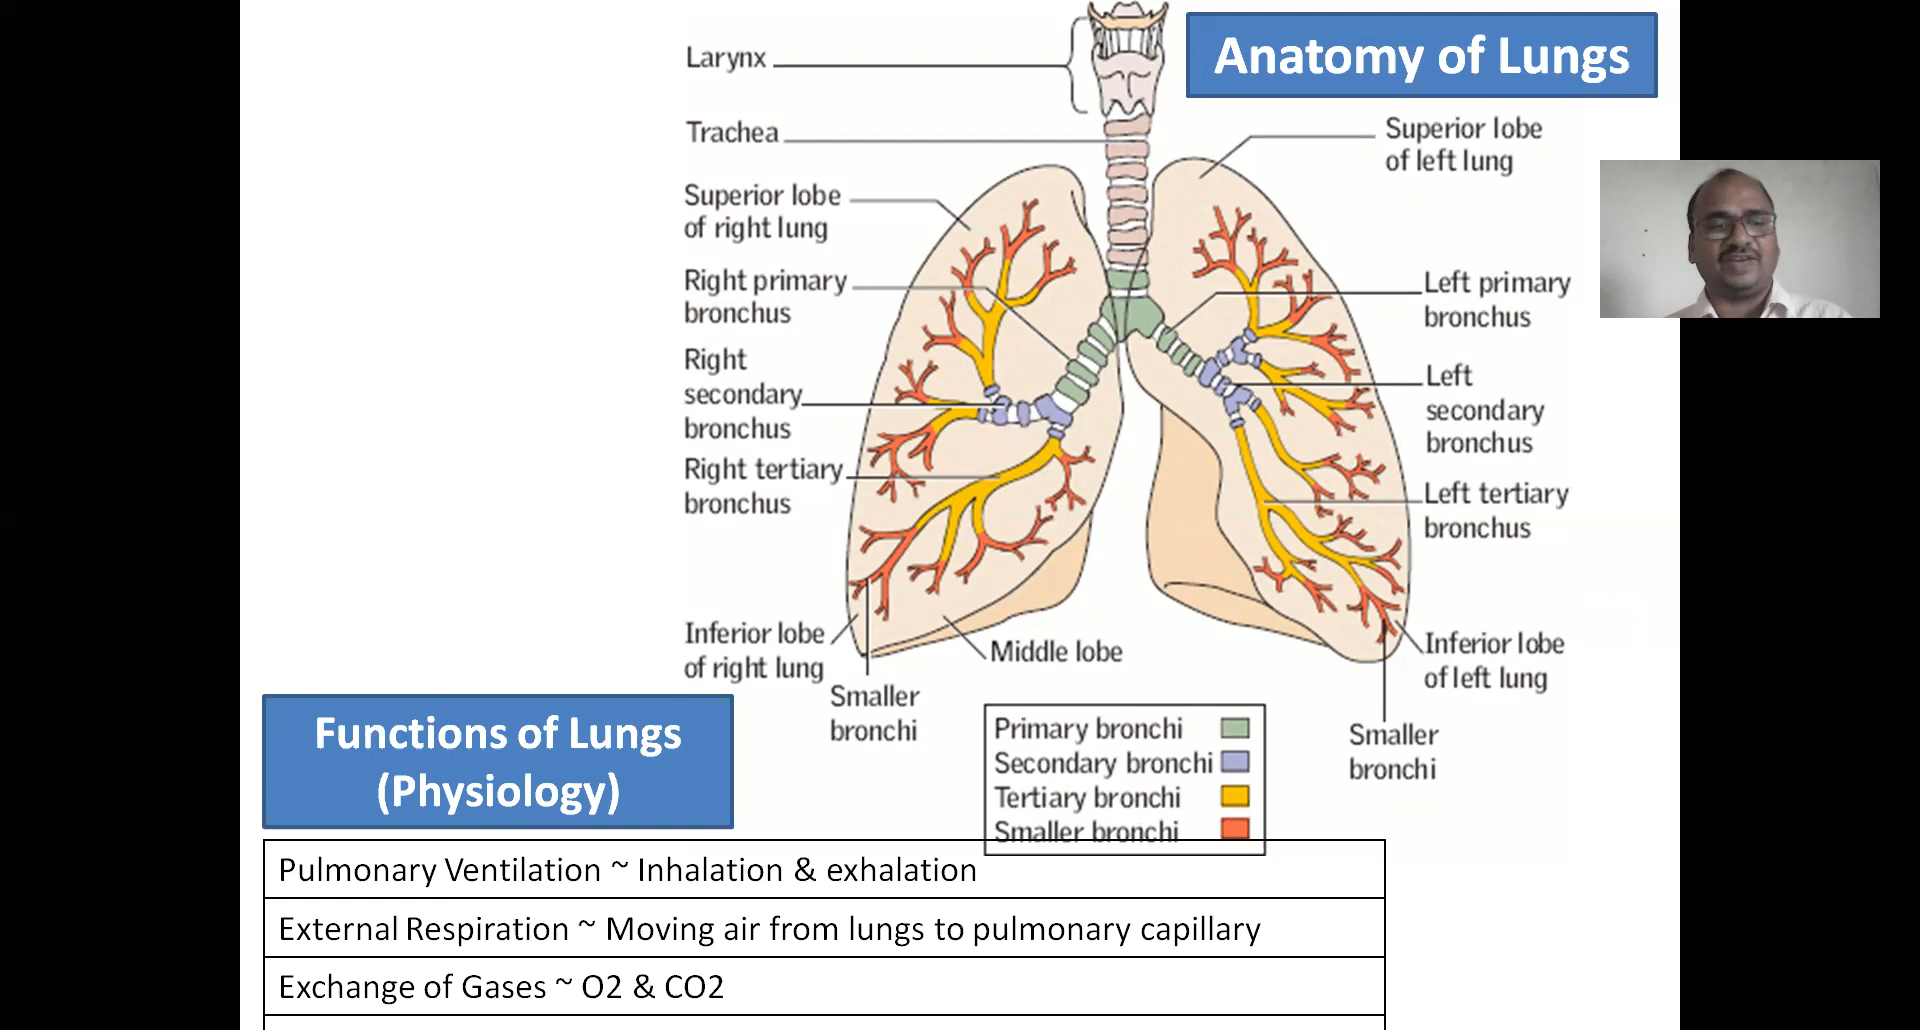 Anatomy of Lungs
Larynx
Trachea
Superior lobe
of right lung
Right primary
bronchus
Right
secondary
bronchus
Right tertiary
bronchus
Inferior lobe
of right lung
Smaller
bronchi
Middle lobe
Superior lobe
of left lung
Left primary
bronchus
Left
secondary
bronchus
Left tertiary
bronchus
Inferior lobe
of left lung
Smaller
bronchi
Primary bronchi
Secondary bronchi
Tertiary bronchi
Smaller bronchi
Functions of Lungs
(Physiology)
Pulmonary Ventilation ~ Inhalation & exhalation
External Respiration ~ Moving air from lungs to pulmonary capillary
Exchange of Gases ~ O2 & CO2